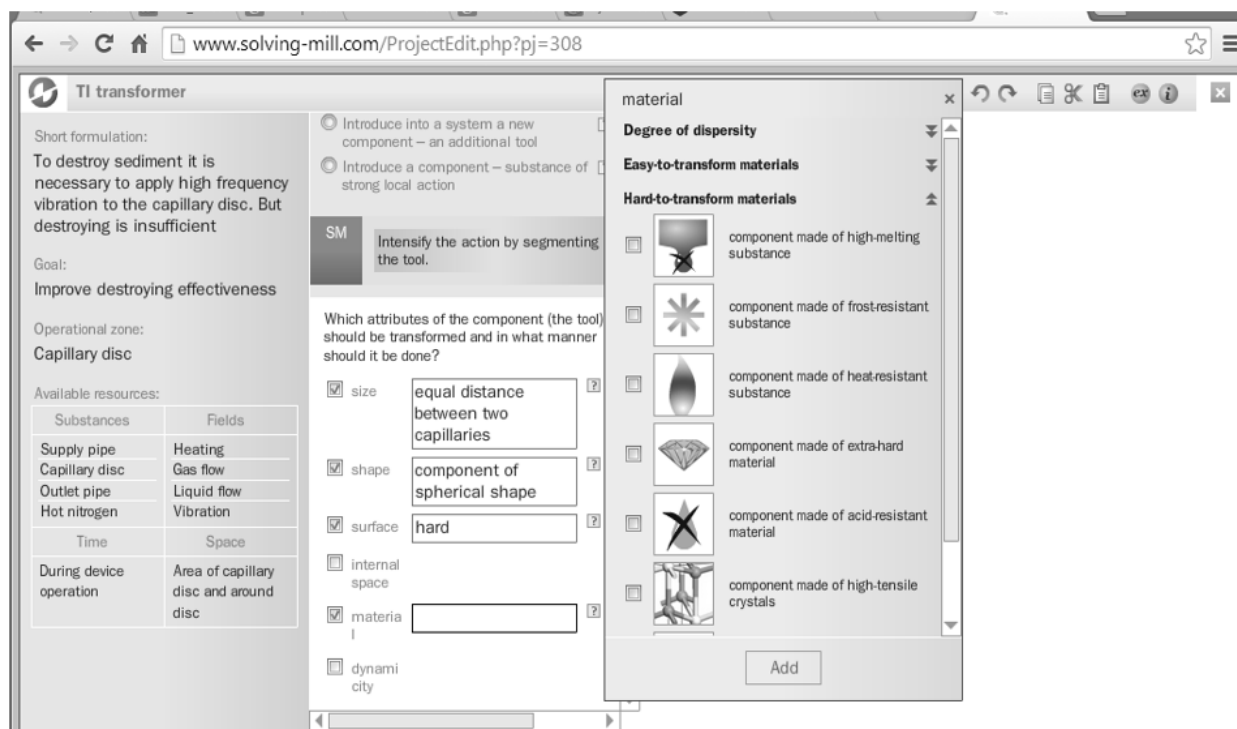 www.solving-mill.com/ProjectEdit.php?pj=308
TI transformer
Short formulation:
To destroy sediment it is
necessary to apply high frequency
vibration to the capillary disc. But
destroying is insufficient
Goal:
Improve destroying effectiveness
Operational zone:
Capillary disc
Available resources:
Substances Fields
Supply pipe Heating
Capillary disc Gas flow
Outlet pipe Liquid flow
Hot nitrogen Vibration
Time Space
During device Area of capillary
operation disc and around
disc
Introduce into a system a new
component – an additional tool
Introduce a component – substance of
strong local action
SM
Intensify the action by segmenting
the tool.
Which attributes of the component (the tool)
should be transformed and in what manner
should it be done?
size
equal distance
between two
capillaries
?
shape
component of
spherical shape
?
surface
hard
?
internal
space
materia
l
?
dynami
city
material ×
Degree of dispersity
Easy-to-transform materials
Hard-to-transform materials
component made of high-melting
substance
component made of frost-resistant
substance
component made of heat-resistant
substance
component made of extra-hard
material
component made of acid-resistant
material
component made of high-tensile
crystals
Add
ex i ×